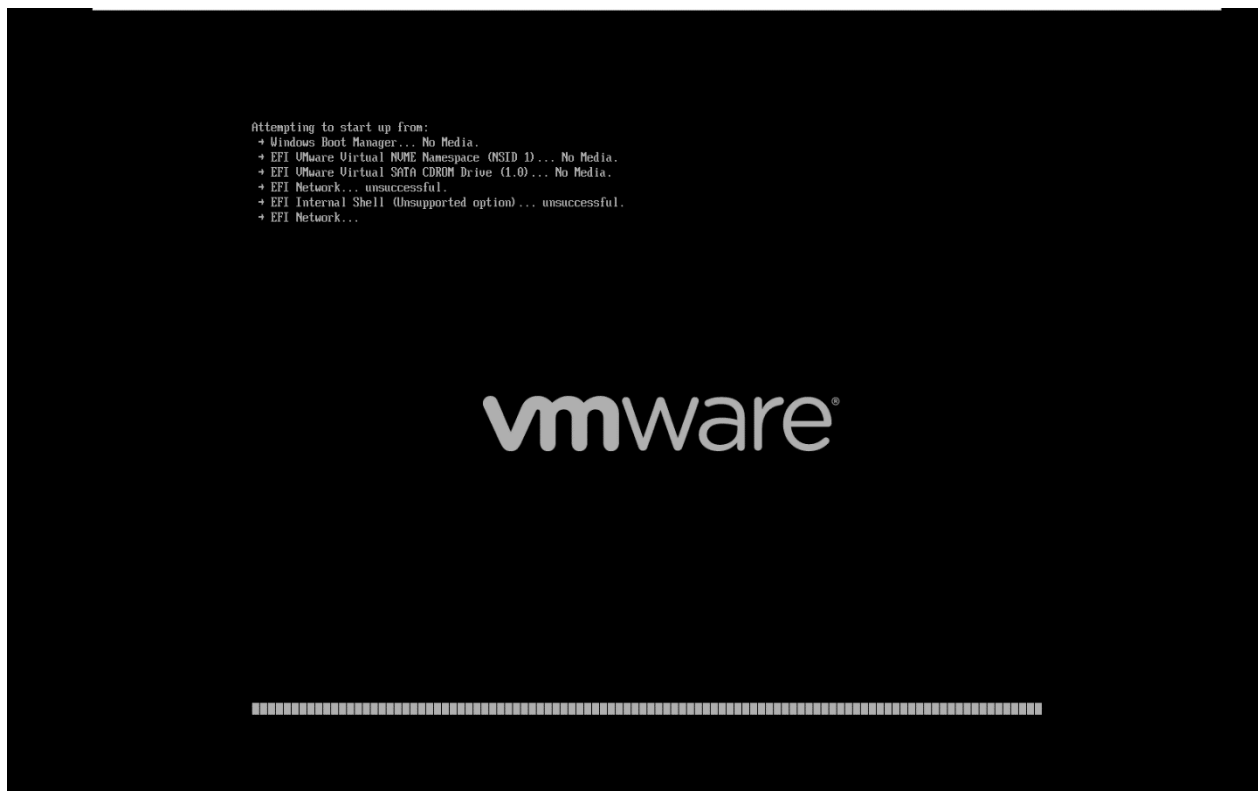 Attempting to start up from:
→ Windows Boot Manager... No Media.
→ EFI VMware Virtual NVME Namespace (NSID 1)... No Media.
→ EFI VMware Virtual SATA CDROM Drive (1.0)... No Media.
→ EFI Network... unsuccessful.
→ EFI Internal Shell (Unsupported option)... unsuccessful.
→ EFI Network...
vmware®